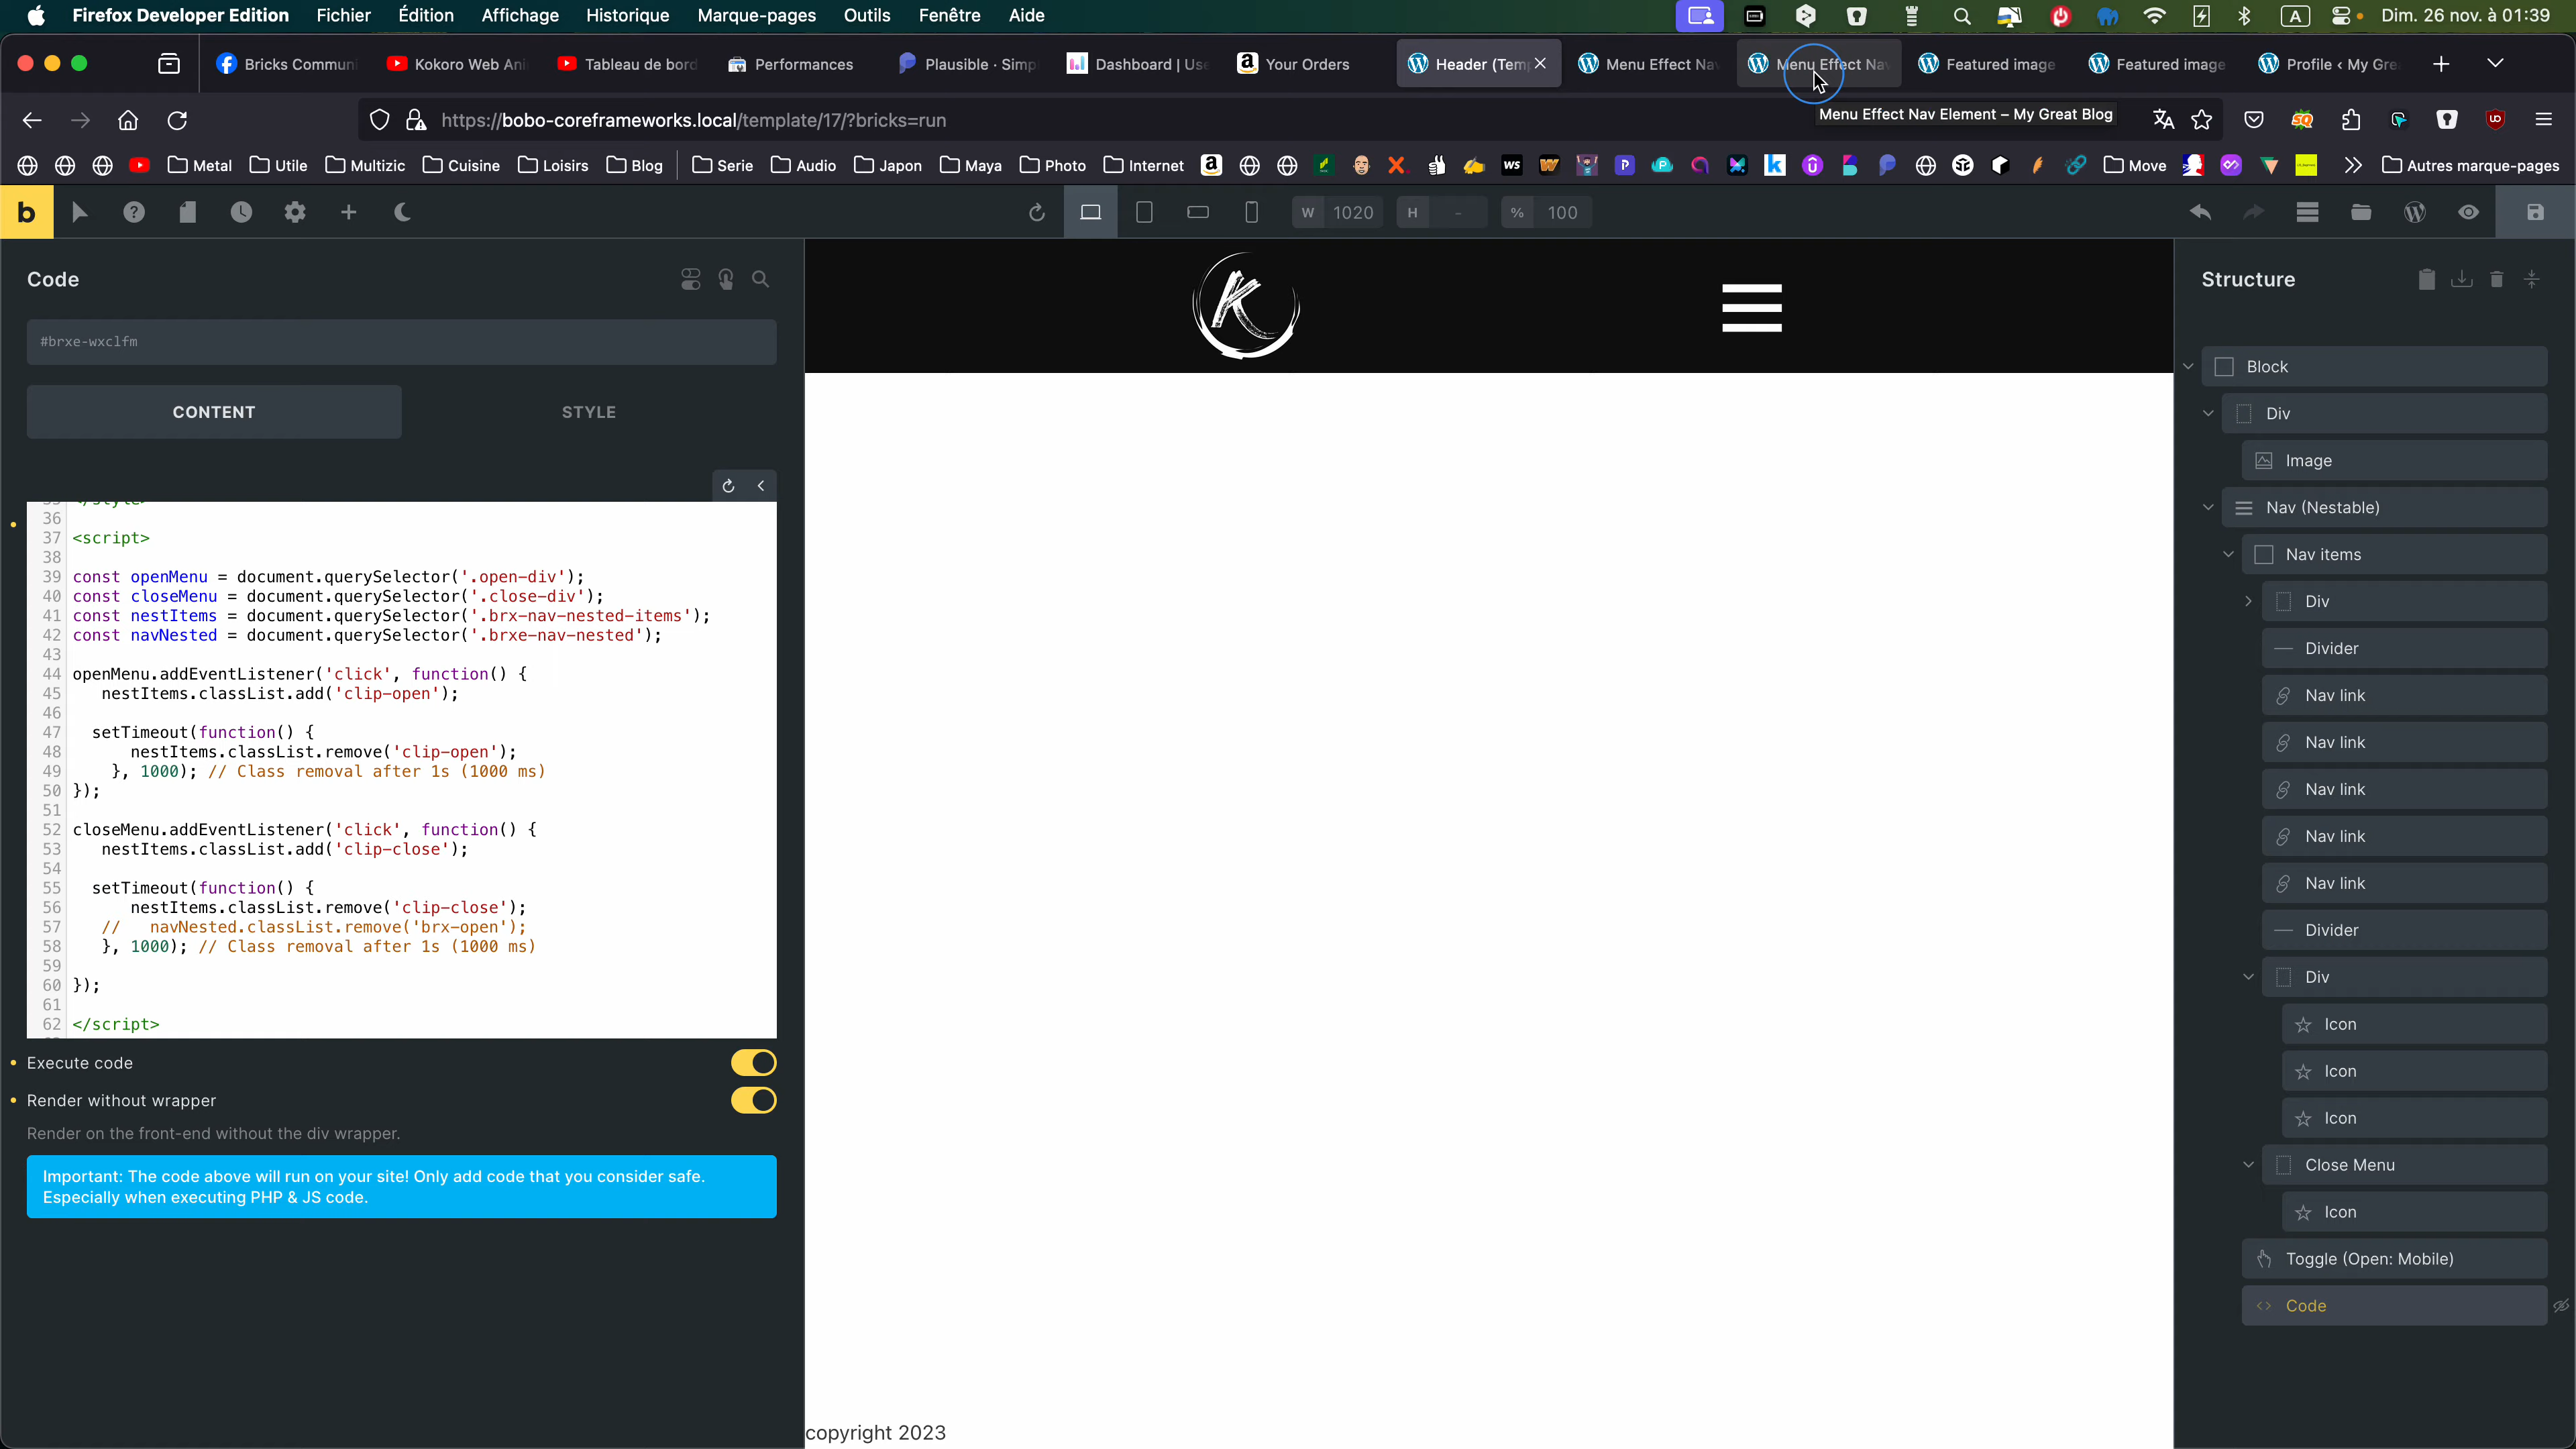 Firefox Developer Edition Fichier Édition Affichage Historique Marque-pages Outils Fenêtre Aide A Dim. 26 nov. à 01:39
Bricks Commun Kokoro Web Ani Tableau de bord Performances Plausible · Simp Dashboard | Use Your Orders Header (Temp Menu Effect Na Menu Effect Nav Featured image Featured image Profile ‹ My Gre
https://bobo-coreframeworks.local/template/17/?bricks=run
Menu Effect Nav Element – My Great Blog
Metal Utile Multizic Cuisine Loisirs Blog Serie Audio Japon Maya Photo Internet Move Autres marque-pages
b W 1020 H - % 100
Code
#brxe-wxclfm
CONTENT STYLE
35 </style>
36
37 <script>
38
39 const openMenu = document.querySelector('.open-div');
40 const closeMenu = document.querySelector('.close-div');
41 const nestItems = document.querySelector('.brx-nav-nested-items');
42 const navNested = document.querySelector('.brxe-nav-nested');
43
44 openMenu.addEventListener('click', function() {
45 nestItems.classList.add('clip-open');
46
47 setTimeout(function() {
48 nestItems.classList.remove('clip-open');
49 }, 1000); // Class removal after 1s (1000 ms)
50 });
51
52 closeMenu.addEventListener('click', function() {
53 nestItems.classList.add('clip-close');
54
55 setTimeout(function() {
56 nestItems.classList.remove('clip-close');
57 // navNested.classList.remove('brx-open');
58 }, 1000); // Class removal after 1s (1000 ms)
59
60 });
61
62 </script>
Execute code
Render without wrapper
Render on the front-end without the div wrapper.
Important: The code above will run on your site! Only add code that you consider safe.
Especially when executing PHP & JS code.
K
copyright 2023
Structure
Block
Div
Image
Nav (Nestable)
Nav items
Div
Divider
Nav link
Nav link
Nav link
Nav link
Nav link
Divider
Div
Icon
Icon
Icon
Close Menu
Icon
Toggle (Open: Mobile)
Code